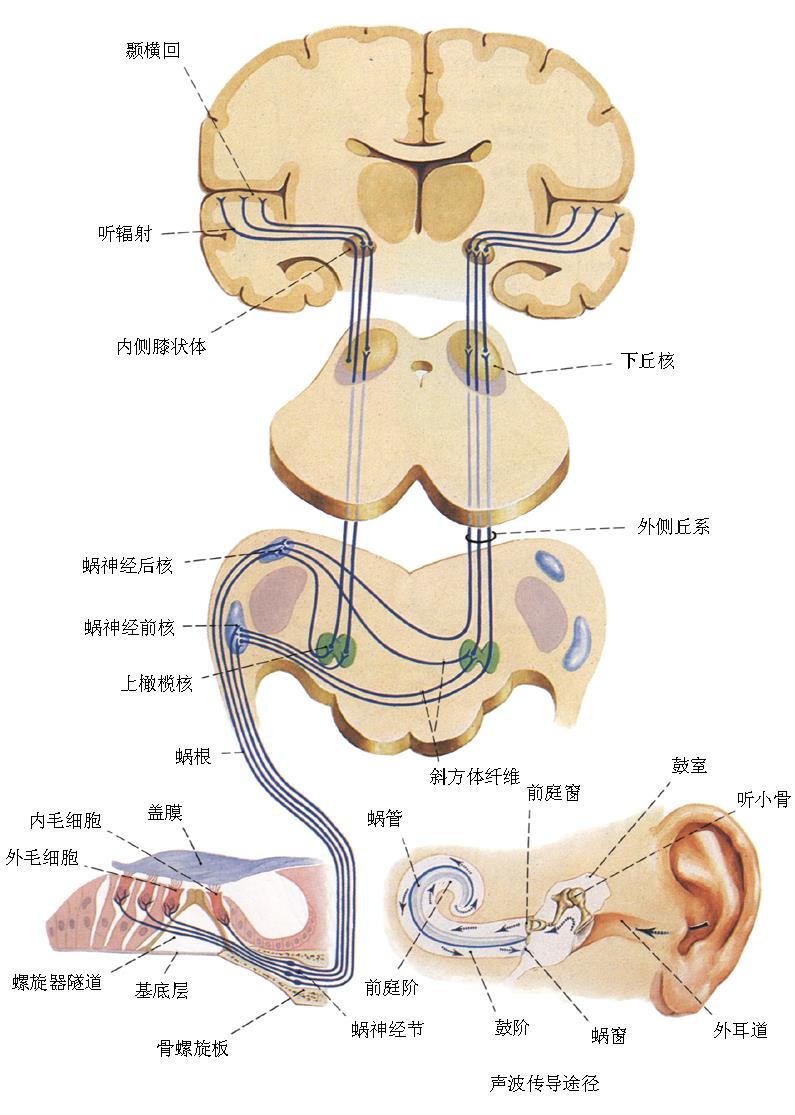 颞横回
听辐射
内侧膝状体
下丘核
外侧丘系
蜗神经后核
蜗神经前核
上橄榄核
蜗根
斜方体纤维
鼓室
前庭窗
听小骨
盖膜
蜗管
内毛细胞
外毛细胞
螺旋器隧道
基底层
前庭阶
骨螺旋板
蜗神经节
鼓阶
蜗窗
外耳道
声波传导途径